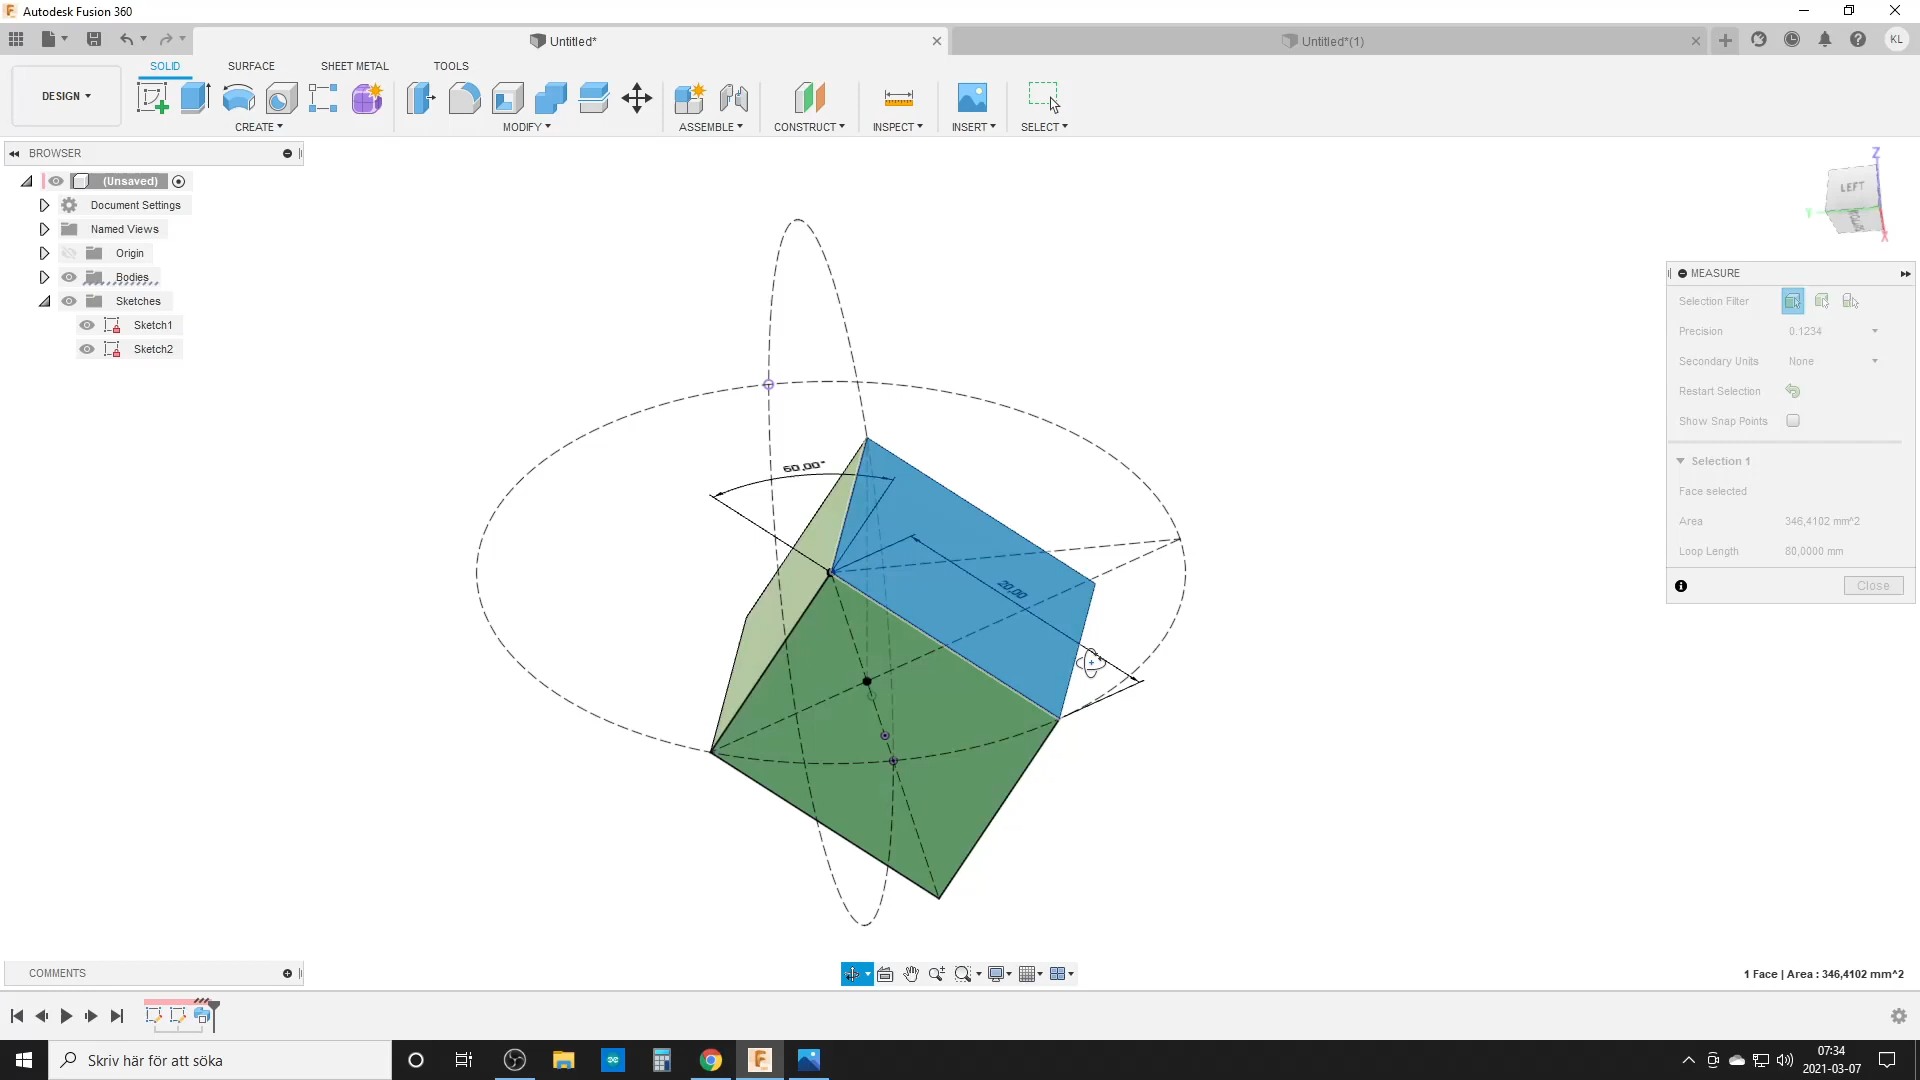 Autodesk Fusion 360
Untitled*
Untitled*(1)
KL
DESIGN
SOLID
SURFACE
SHEET METAL
TOOLS
CREATE
MODIFY
ASSEMBLE
CONSTRUCT
INSPECT
INSERT
SELECT
BROWSER
(Unsaved)
Document Settings
Named Views
Origin
Bodies
Sketches
Sketch1
Sketch2
Z
LEFT
Y
X
MEASURE
Selection Filter
Precision 0.1234
Secondary Units None
Restart Selection
Show Snap Points
Selection 1
Face selected
Area 346,4102 mm^2
Loop Length 80,0000 mm
Close
60,00°
20,00
COMMENTS
1 Face | Area : 346,4102 mm^2
Skriv här för att söka
07:34
2021-03-07